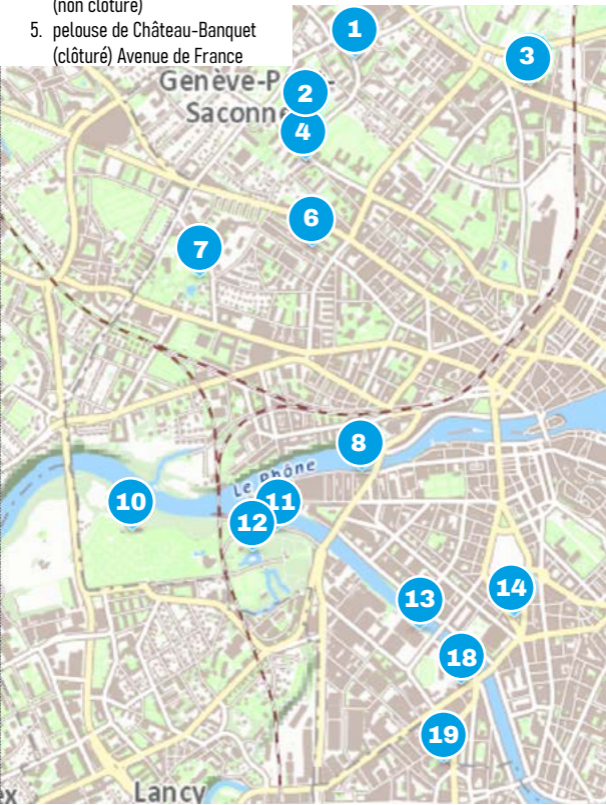 (non clôturé)
5. pelouse de Château-Banquet
(clôturé) Avenue de France
1
3
Genève-P
2
Saconn
4
6
7
8
Le Rhône
10
11
12
13
14
18
19
Lancy